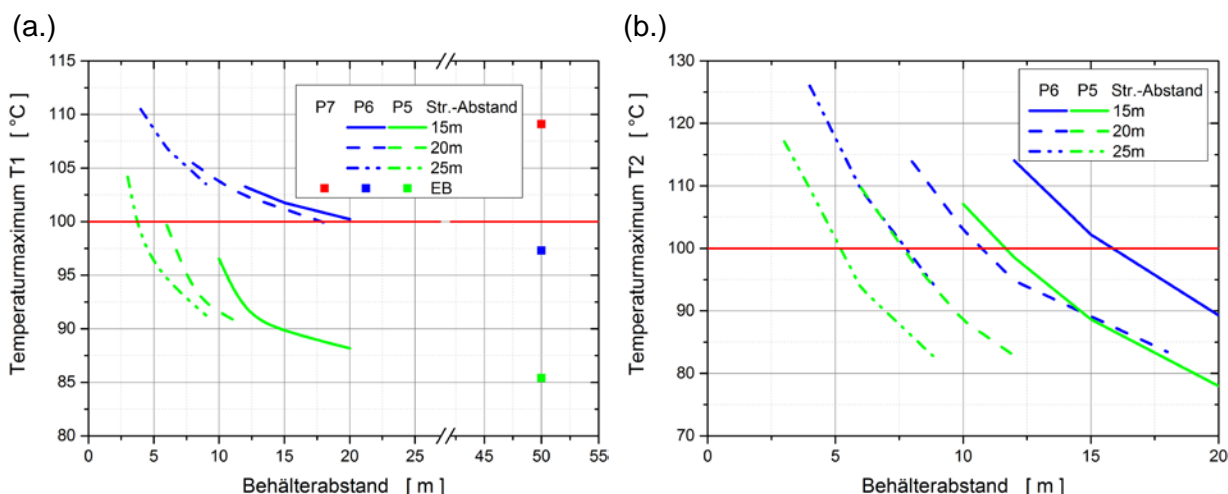 (a.)
Temperaturmaximum T1 [ °C ]
115
110
105
100
95
90
85
80
0 5 10 15 20 25 45 50 55
Behälterabstand [ m ]
P7 P6 P5 Str.-Abstand
15m
20m
25m
EB
(b.)
Temperaturmaximum T2 [ °C ]
130
120
110
100
90
80
70
0 5 10 15 20
Behälterabstand [ m ]
P6 P5 Str.-Abstand
15m
20m
25m